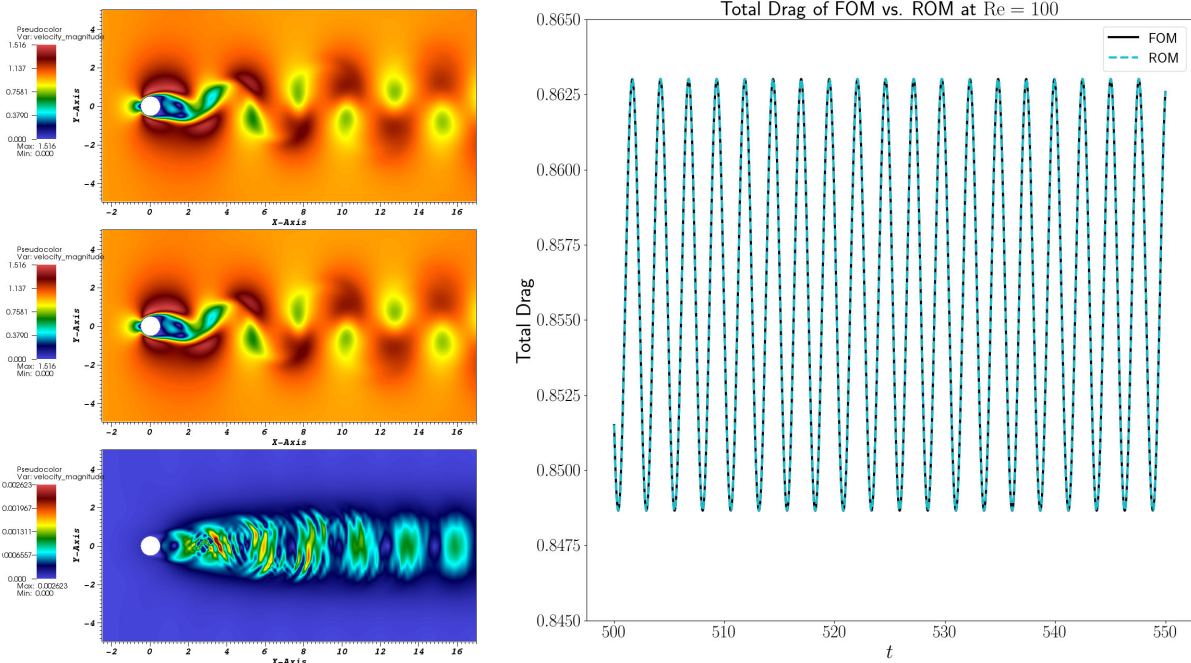 Pseudocolor
Var: velocity_magnitude
1.516
1.137
0.7581
0.3700
0.000
Max: 1.516
Min: 0.000
Y-Axis
4
2
0
-2
-4
-2 0 2 4 6 8 10 12 14 16
X-Axis
Pseudocolor
Var: velocity_magnitude
1.516
1.137
0.7581
0.3700
0.000
Max: 1.516
Min: 0.000
Y-Axis
4
2
0
-2
-4
-2 0 2 4 6 8 10 12 14 16
X-Axis
Pseudocolor
Var: velocity_magnitude
0.002623
0.001967
0.001311
0.0006557
0.000
Max: 0.002623
Min: 0.000
Y-Axis
4
2
0
-2
-4
-2 0 2 4 6 8 10 12 14 16
X-Axis
Total Drag of FOM vs. ROM at Re = 100
FOM
ROM
Total Drag
0.8650
0.8625
0.8600
0.8575
0.8550
0.8525
0.8500
0.8475
0.8450
500 510 520 530 540 550
t